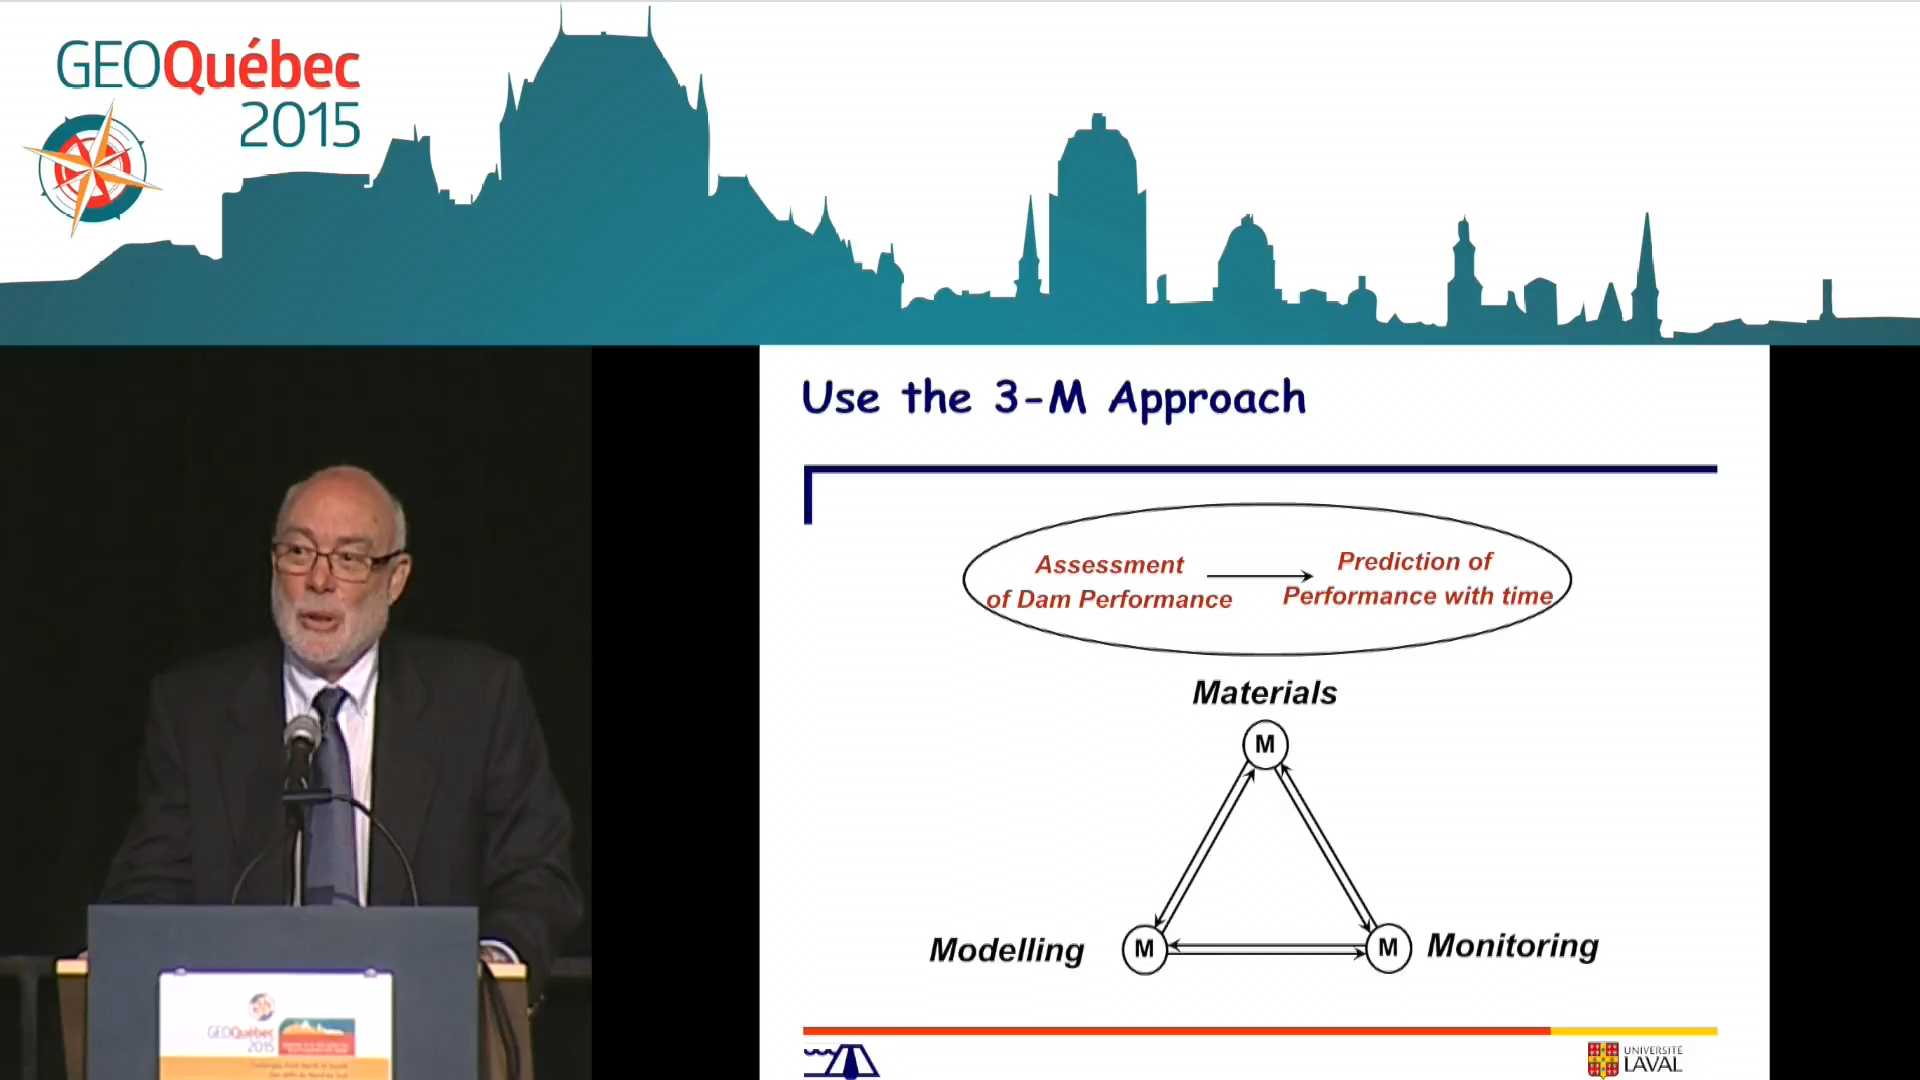 GEOQuébec
2015
Use the 3-M Approach
Assessment
of Dam Performance
Prediction of
Performance with time
Materials
M
Modelling
M
M
Monitoring
UNIVERSITÉ
LAVAL
GEOQuébec
2015